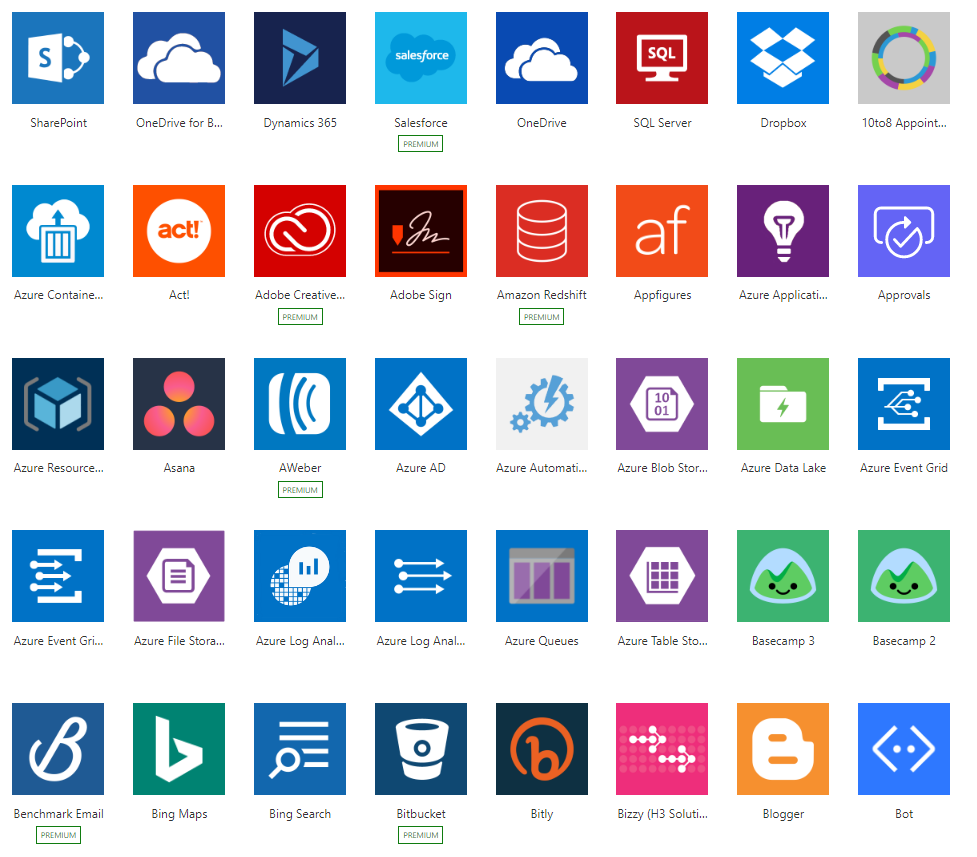 S
salesforce
SQL
SharePoint
OneDrive for B...
Dynamics 365
Salesforce
OneDrive
SQL Server
Dropbox
10to8 Appoint...
PREMIUM
act!
af
Azure Containe...
Act!
Adobe Creative...
Adobe Sign
Amazon Redshift
Appfigures
Azure Applicati...
Approvals
PREMIUM
PREMIUM
10
01
Azure Resource...
Asana
AWeber
Azure AD
Azure Automati...
Azure Blob Stor...
Azure Data Lake
Azure Event Grid
PREMIUM
Azure Event Gri...
Azure File Stora...
Azure Log Anal...
Azure Log Anal...
Azure Queues
Azure Table Sto...
Basecamp 3
Basecamp 2
B
b
b
B
Benchmark Email
Bing Maps
Bing Search
Bitbucket
Bitly
Bizzy (H3 Soluti...
Blogger
Bot
PREMIUM
PREMIUM